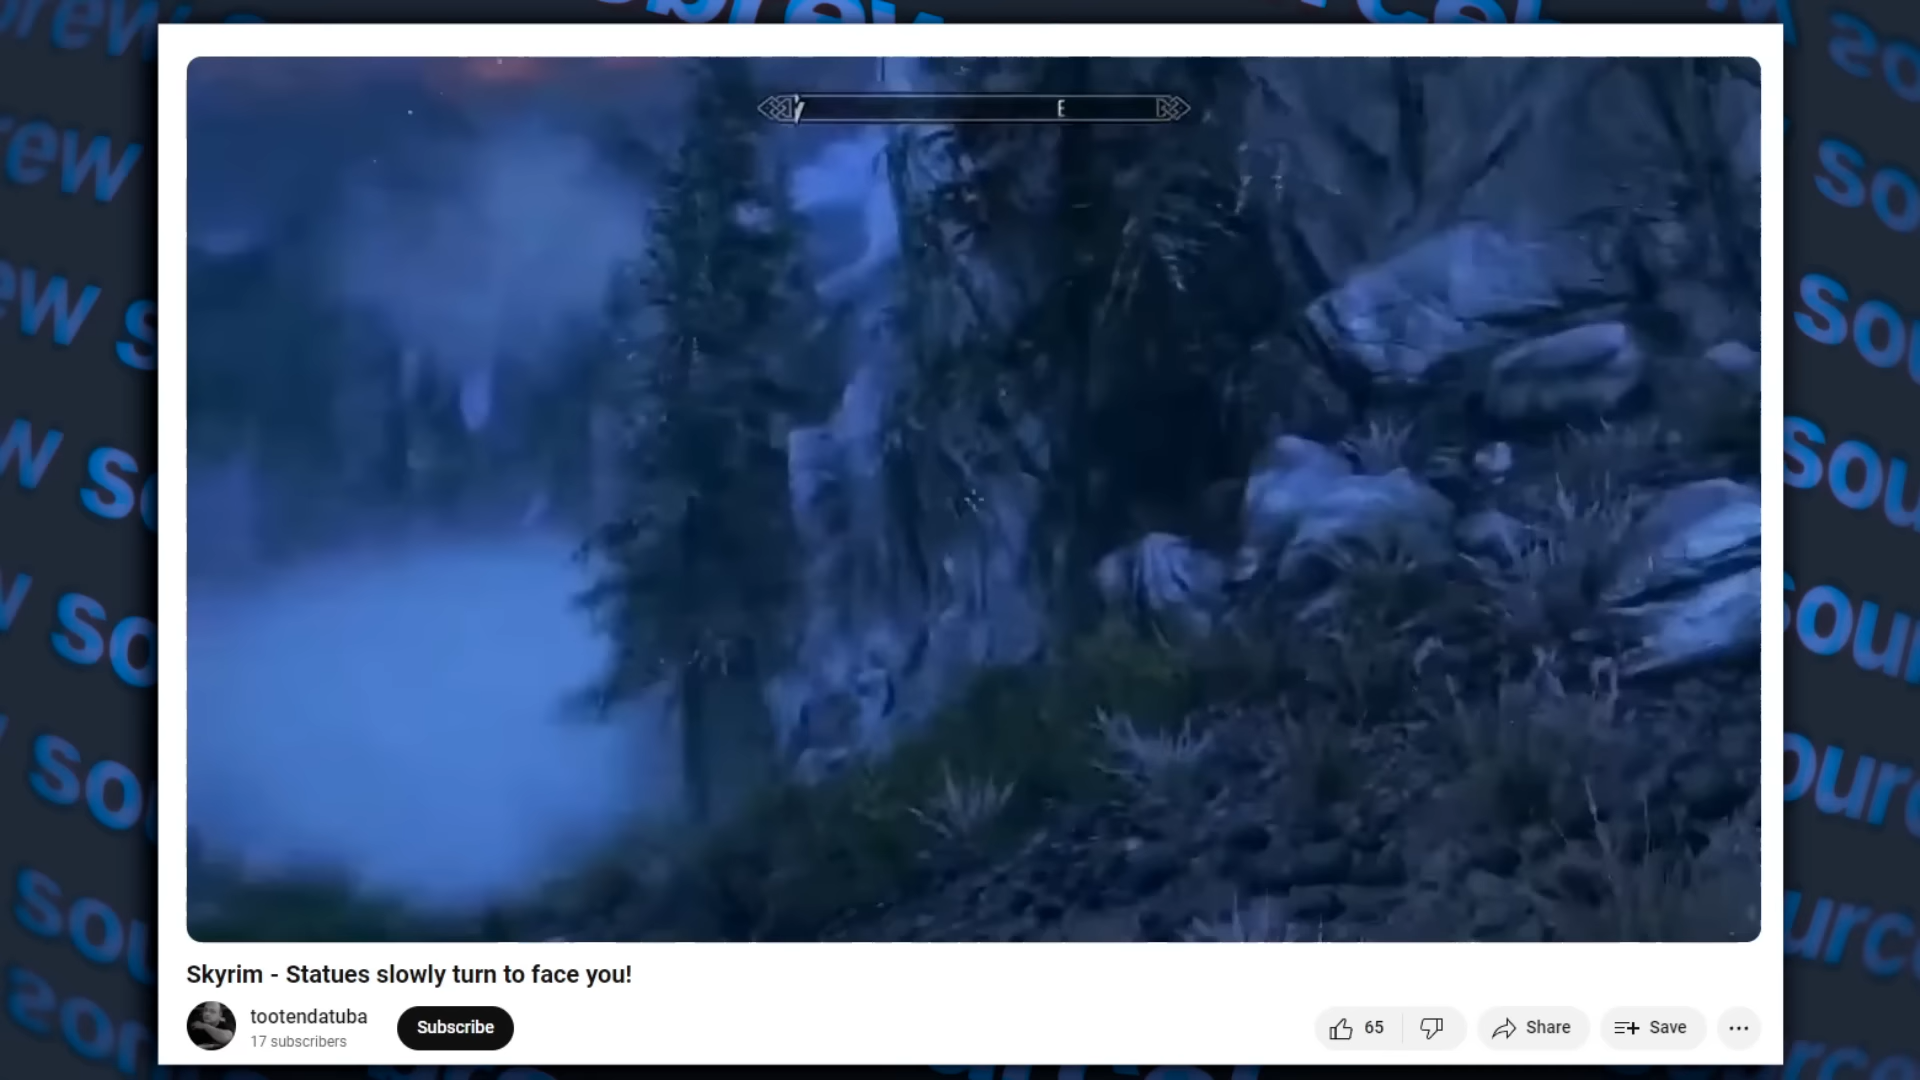 E
Skyrim - Statues slowly turn to face you!
tootendatuba
17 subscribers
Subscribe
65
Share
Save